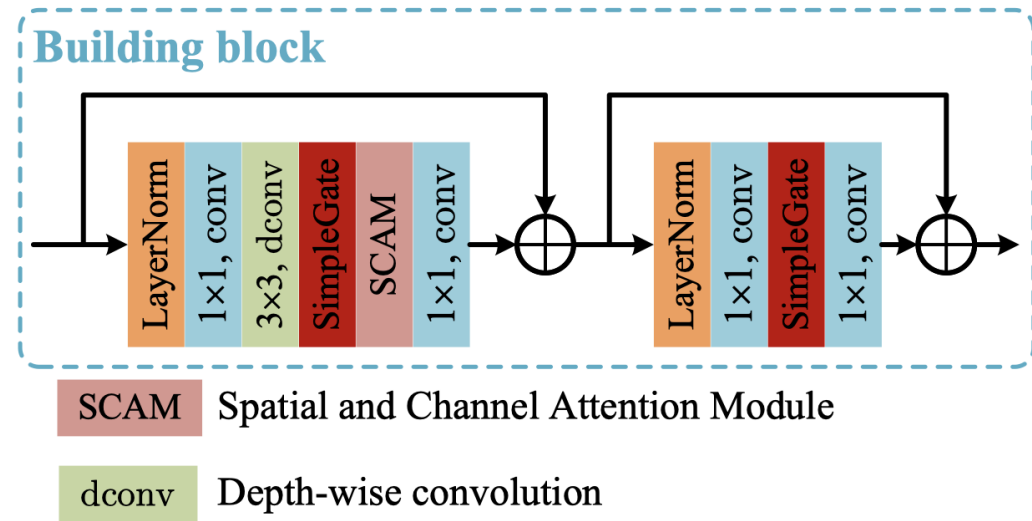 Building block
LayerNorm
1×1, conv
3×3, dconv
SimpleGate
SCAM
1×1, conv
LayerNorm
1×1, conv
SimpleGate
1×1, conv
SCAM Spatial and Channel Attention Module
dconv Depth-wise convolution